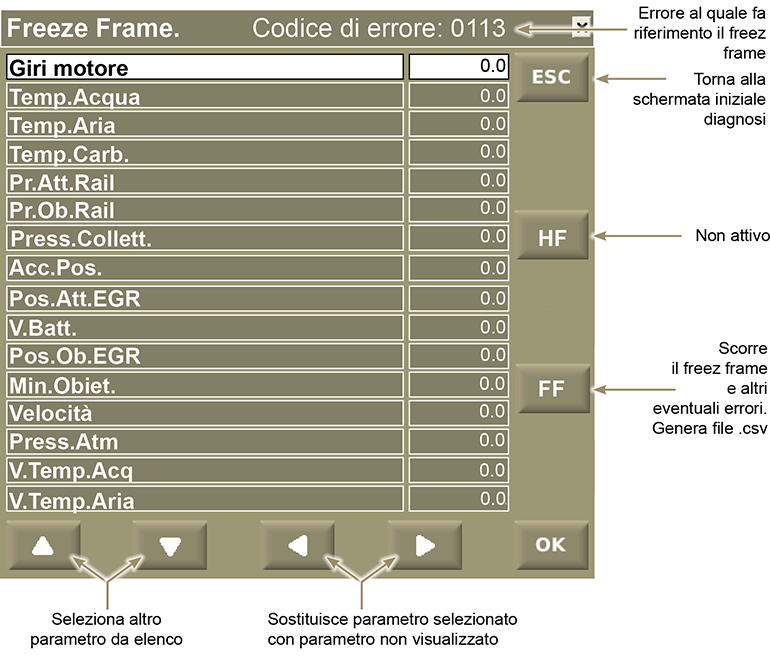 Freeze Frame. Codice di errore: 0113
Errore al quale fa
riferimento il freez
frame
Giri motore 0.0
Temp.Acqua 0.0
Temp.Aria 0.0
Temp.Carb. 0.0
Pr.Att.Rail 0.0
Pr.Ob.Rail 0.0
Press.Collett. 0.0
Acc.Pos. 0.0
Pos.Att.EGR 0.0
V.Batt. 0.0
Pos.Ob.EGR 0.0
Min.Obiet. 0.0
Velocità 0.0
Press.Atm 0.0
V.Temp.Acq 0.0
V.Temp.Aria 0.0
ESC
Torna alla
schermata iniziale
diagnosi
HF
Non attivo
FF
Scorre
il freez frame
e altri
eventuali errori.
Genera file .csv
OK
Seleziona altro
parametro da elenco
Sostituisce parametro selezionato
con parametro non visualizzato